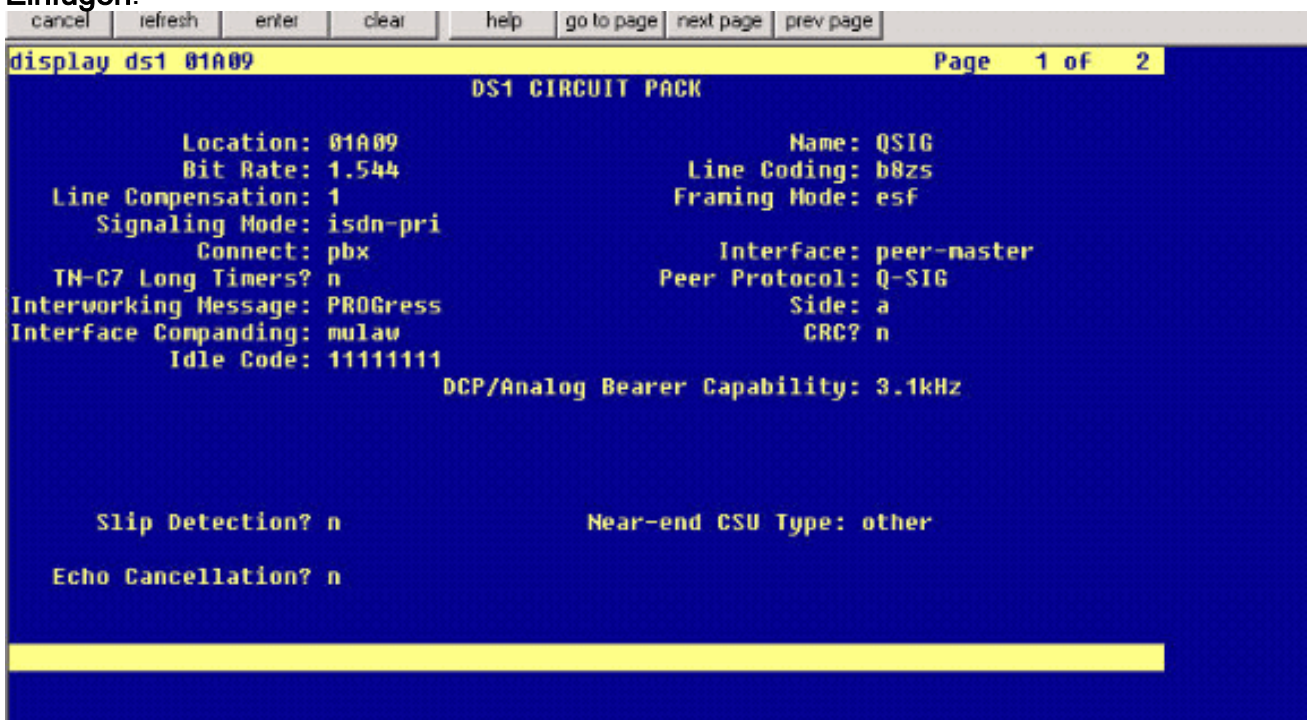 Einfügen:
cancel refresh enter clear help go to page next page prev page
display ds1 01A09 Page 1 of 2
DS1 CIRCUIT PACK
Location: 01A09 Name: QSIG
Bit Rate: 1.544 Line Coding: b8zs
Line Compensation: 1 Framing Mode: esf
Signaling Mode: isdn-pri
Connect: pbx Interface: peer-master
TN-C7 Long Timers? n Peer Protocol: Q-SIG
Interworking Message: PROGress Side: a
Interface Companding: mulaw CRC? n
Idle Code: 11111111
DCP/Analog Bearer Capability: 3.1kHz
Slip Detection? n Near-end CSU Type: other
Echo Cancellation? n